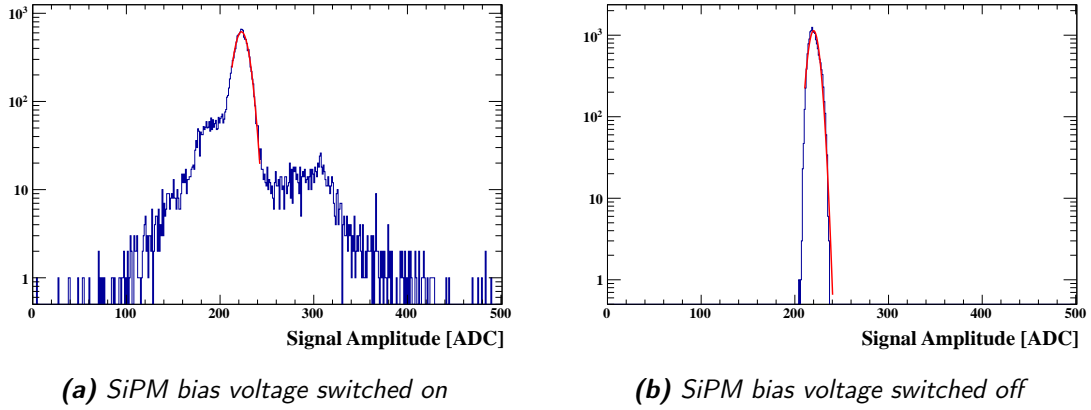 10³
10²
10
1
0 100 200 300 400 500
Signal Amplitude [ADC]
(a) SiPM bias voltage switched on
10³
10²
10
1
0 100 200 300 400 500
Signal Amplitude [ADC]
(b) SiPM bias voltage switched off